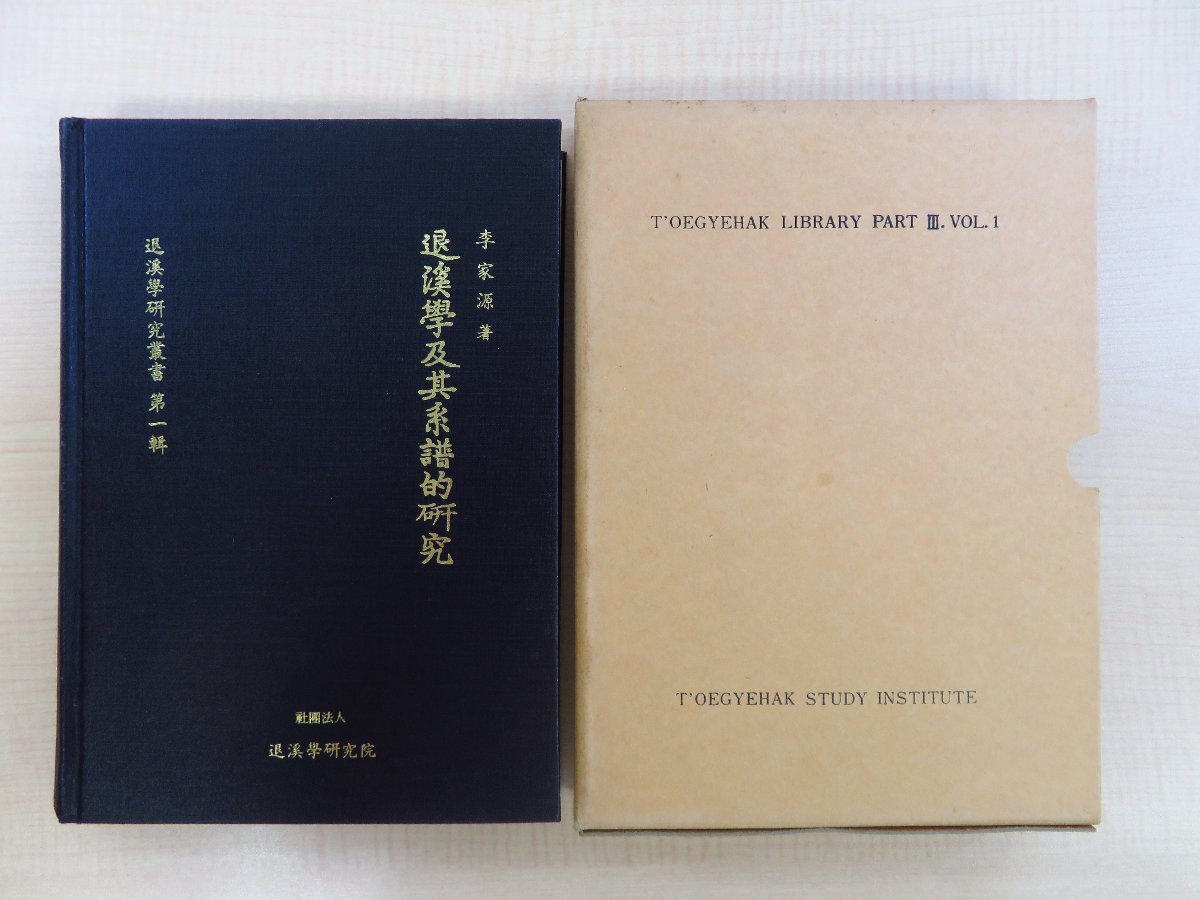 李家源著
退溪學及其系譜的研究
退溪學研究叢書 第一輯
社團法人
退溪學研究院
T'OEGYEHAK LIBRARY PART Ⅲ. VOL. 1
T'OEGYEHAK STUDY INSTITUTE